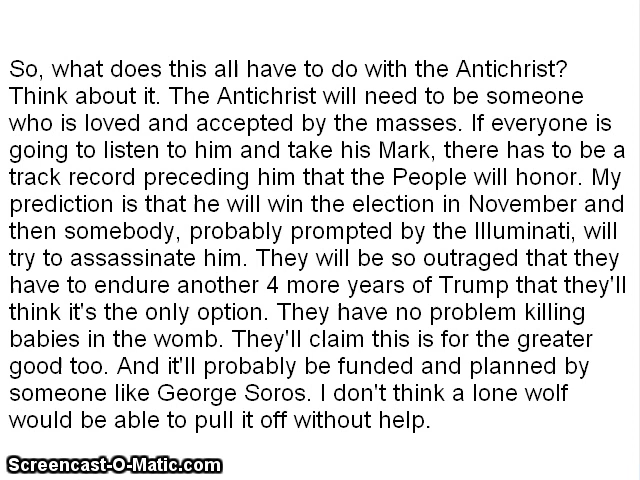 So, what does this all have to do with the Antichrist?
Think about it. The Antichrist will need to be someone
who is loved and accepted by the masses. If everyone is
going to listen to him and take his Mark, there has to be a
track record preceding him that the People will honor. My
prediction is that he will win the election in November and
then somebody, probably prompted by the Illuminati, will
try to assassinate him. They will be so outraged that they
have to endure another 4 more years of Trump that they'll
think it's the only option. They have no problem killing
babies in the womb. They'll claim this is for the greater
good too. And it'll probably be funded and planned by
someone like George Soros. I don't think a lone wolf
would be able to pull it off without help.
Screencast-O-Matic.com